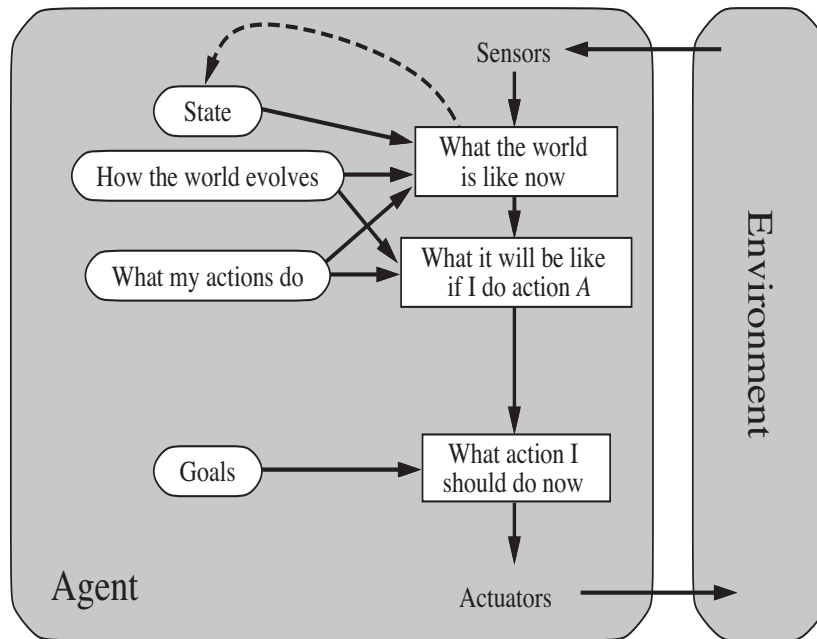 Sensors
State
What the world
is like now
How the world evolves
What it will be like
if I do action A
What my actions do
What action I
should do now
Goals
Agent
Actuators
Environment